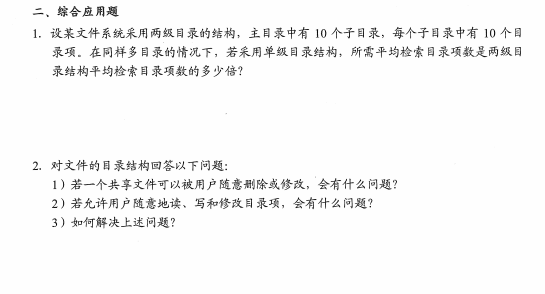 二、综合应用题
1. 设某文件系统采用两级目录的结构，主目录中有 10 个子目录，每个子目录中有 10 个目
录项。在同样多目录的情况下，若采用单级目录结构，所需平均检索目录项数是两级目
录结构平均检索目录项数的多少倍？
2. 对文件的目录结构回答以下问题：
1）若一个共享文件可以被用户随意删除或修改，会有什么问题？
2）若允许用户随意地读、写和修改目录项，会有什么问题？
3）如何解决上述问题？